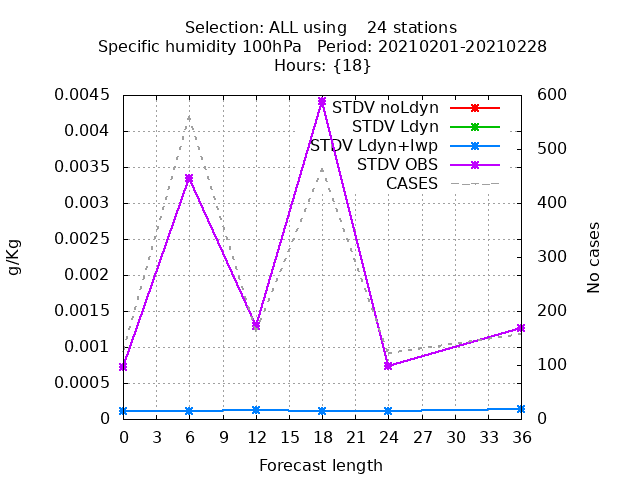 Selection: ALL using    24 stations
Specific humidity 100hPa   Period: 20210201-20210228
Hours: {18}
0.0045
0.004
0.0035
0.003
0.0025
0.002
0.0015
0.001
0.0005
0
g/Kg
STDV noLdyn
STDV Ldyn
STDV Ldyn+lwp
STDV OBS
CASES
600
500
400
300
200
100
0
No cases
0 3 6 9 12 15 18 21 24 27 30 33 36
Forecast length